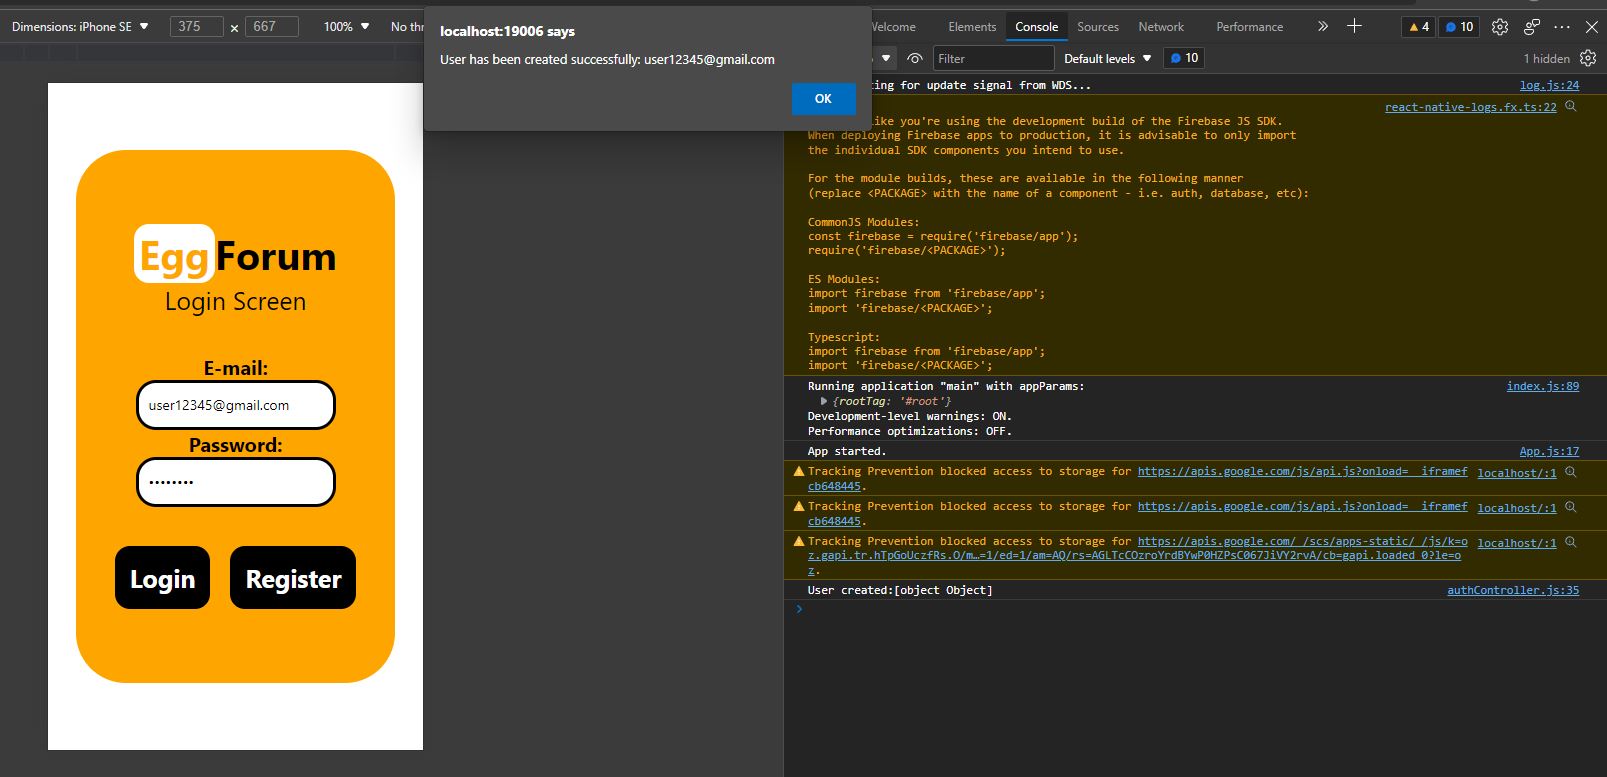 Dimensions: iPhone SE
375 × 667
100%
No thr
localhost:19006 says
User has been created successfully: user12345@gmail.com
OK
EggForum
Login Screen
E-mail:
user12345@gmail.com
Password:
••••••••
Login
Register
Welcome
Elements
Console
Sources
Network
Performance
4
10
Filter
Default levels
10
1 hidden
ting for update signal from WDS...
log.js:24
react-native-logs.fx.ts:22
like you're using the development build of the Firebase JS SDK.
When deploying Firebase apps to production, it is advisable to only import
the individual SDK components you intend to use.
For the module builds, these are available in the following manner
(replace <PACKAGE> with the name of a component - i.e. auth, database, etc):
CommonJS Modules:
const firebase = require('firebase/app');
require('firebase/<PACKAGE>');
ES Modules:
import firebase from 'firebase/app';
import 'firebase/<PACKAGE>';
Typescript:
import firebase from 'firebase/app';
import 'firebase/<PACKAGE>';
Running application "main" with appParams:
index.js:89
{rootTag: '#root'}
Development-level warnings: ON.
Performance optimizations: OFF.
App started.
App.js:17
Tracking Prevention blocked access to storage for https://apis.google.com/js/api.js?onload=__iframef
localhost/:1
cb648445.
Tracking Prevention blocked access to storage for https://apis.google.com/js/api.js?onload=__iframef
localhost/:1
cb648445.
Tracking Prevention blocked access to storage for https://apis.google.com/_/scs/apps-static/_/js/k=o
localhost/:1
z.gapi.tr.hTpGoUczfRs.O/m…=1/ed=1/am=AQ/rs=AGLTcCOzroYrdBYwP0HZPsC067JiVY2rvA/cb=gapi.loaded_0?le=o
z.
User created:[object Object]
authController.js:35